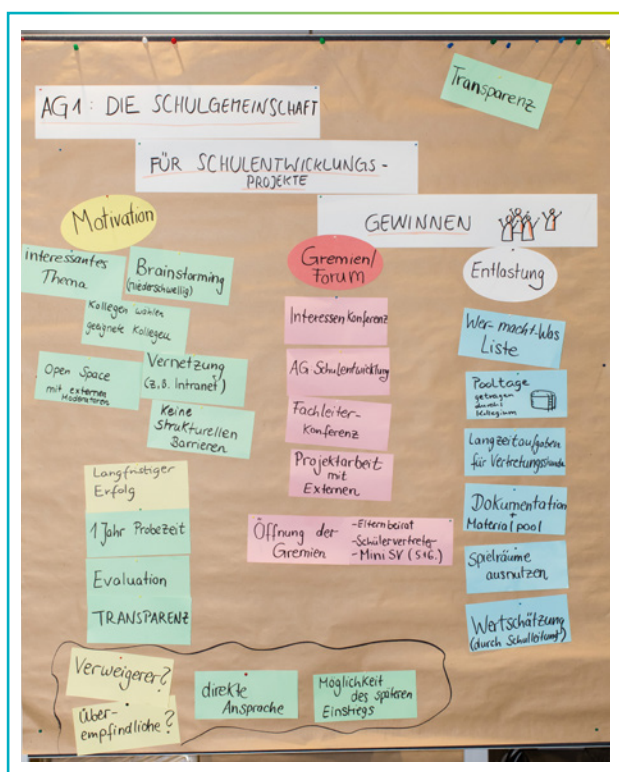 Transparenz
AG1: DIE SCHULGEMEINSCHAFT
FÜR SCHULENTWICKLUNGS-
PROJEKTE
GEWINNEN
Motivation
interessantes
Thema
Brainstorming
(niederschwellig)
Kollegen wählen
geeignete Kollegen
Open Space
mit externen
Moderatoren
Vernetzung
(z.B. Intranet)
Keine
strukturellen
Barrieren
Langfristiger
Erfolg
1 Jahr Probezeit
Evaluation
TRANSPARENZ
Gremien/
Forum
Interessen Konferenz
AG Schulentwicklung
Fachleiter-
Konferenz
Projektarbeit
mit
Externen
Öffnung der
Gremien
-Elternbeirat
-Schülervertreter
-Mini SV (5+6.)
Entlastung
Wer-macht-Was
Liste
Pooltage
getragen
durchs
Kollegium
Langzeitaufgaben
für Vertretungsstunde
Dokumentation
+
Materialpool
Spielräume
ausnutzen
Wertschätzung
(durch Schulleitung!)
Verweigerer?
über-
empfindliche?
direkte
Ansprache
Möglichkeit
des späteren
Einstiegs